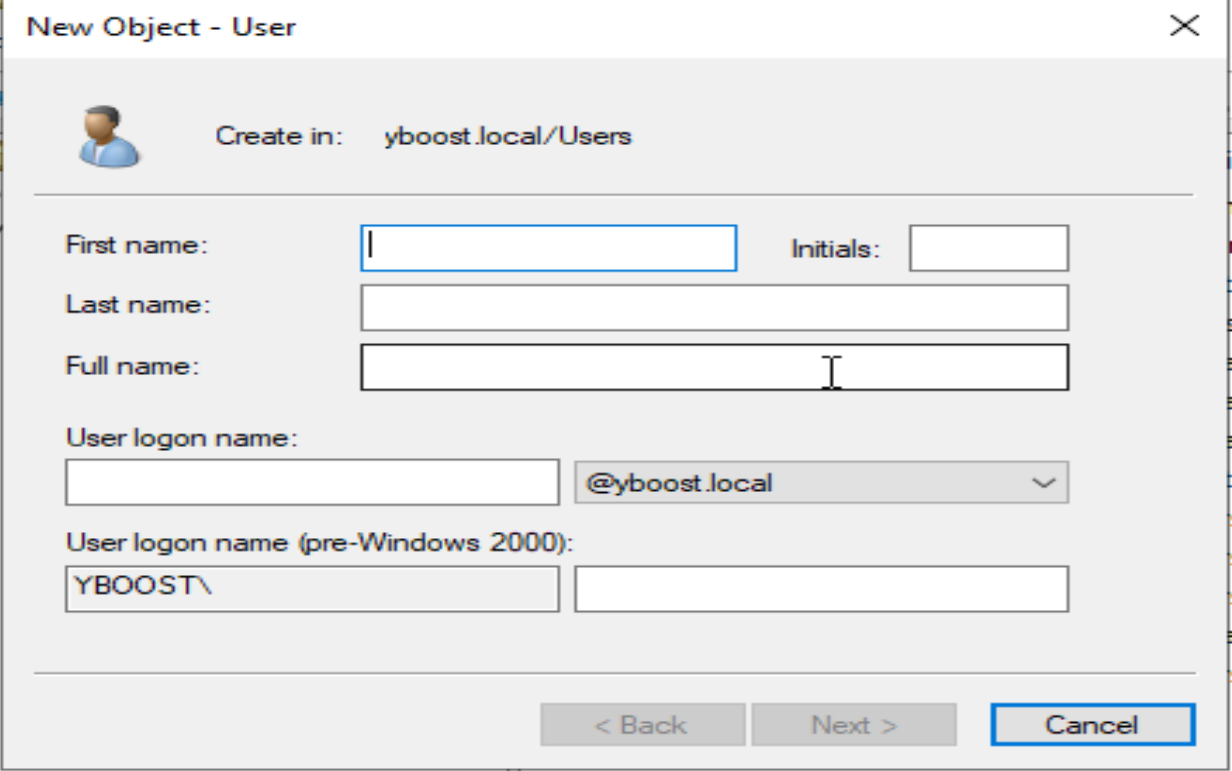 New Object - User
Create in: yboost.local/Users
First name: Initials:
Last name:
Full name:
User logon name:
@yboost.local
User logon name (pre-Windows 2000):
YBOOST\
< Back Next > Cancel